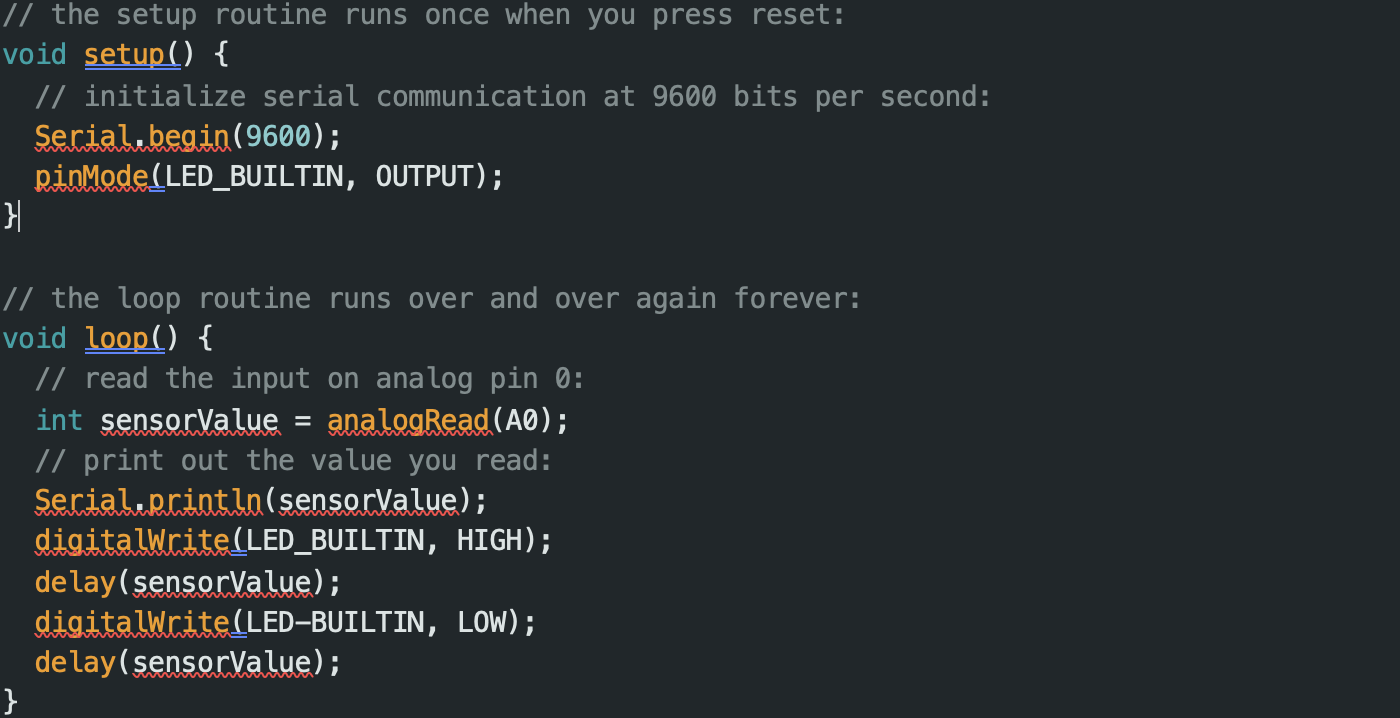 // the setup routine runs once when you press reset:
void setup() {
  // initialize serial communication at 9600 bits per second:
  Serial.begin(9600);
  pinMode(LED_BUILTIN, OUTPUT);
}

// the loop routine runs over and over again forever:
void loop() {
  // read the input on analog pin 0:
  int sensorValue = analogRead(A0);
  // print out the value you read:
  Serial.println(sensorValue);
  digitalWrite(LED_BUILTIN, HIGH);
  delay(sensorValue);
  digitalWrite(LED-BUILTIN, LOW);
  delay(sensorValue);
}